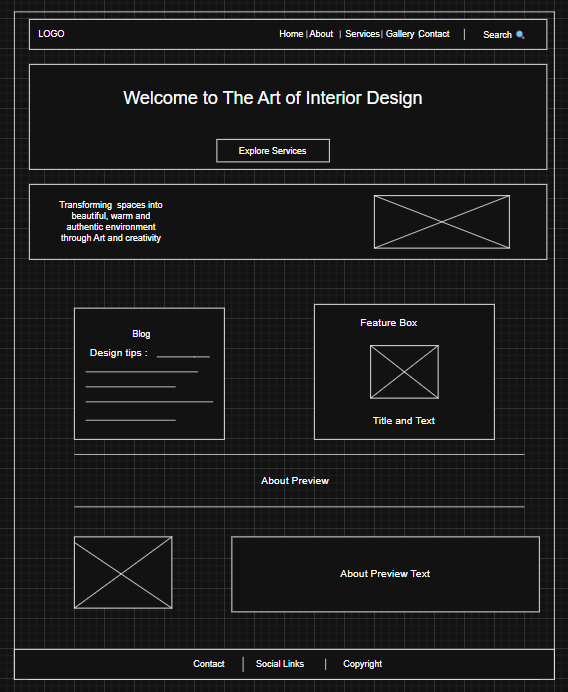 LOGO Home | About | Services | Gallery Contact | Search
Welcome to The Art of Interior Design
Explore Services
Transforming spaces into
beautiful, warm and
authentic environment
through Art and creativity
Blog
Design tips :
Feature Box
Title and Text
About Preview
About Preview Text
Contact | Social Links | Copyright